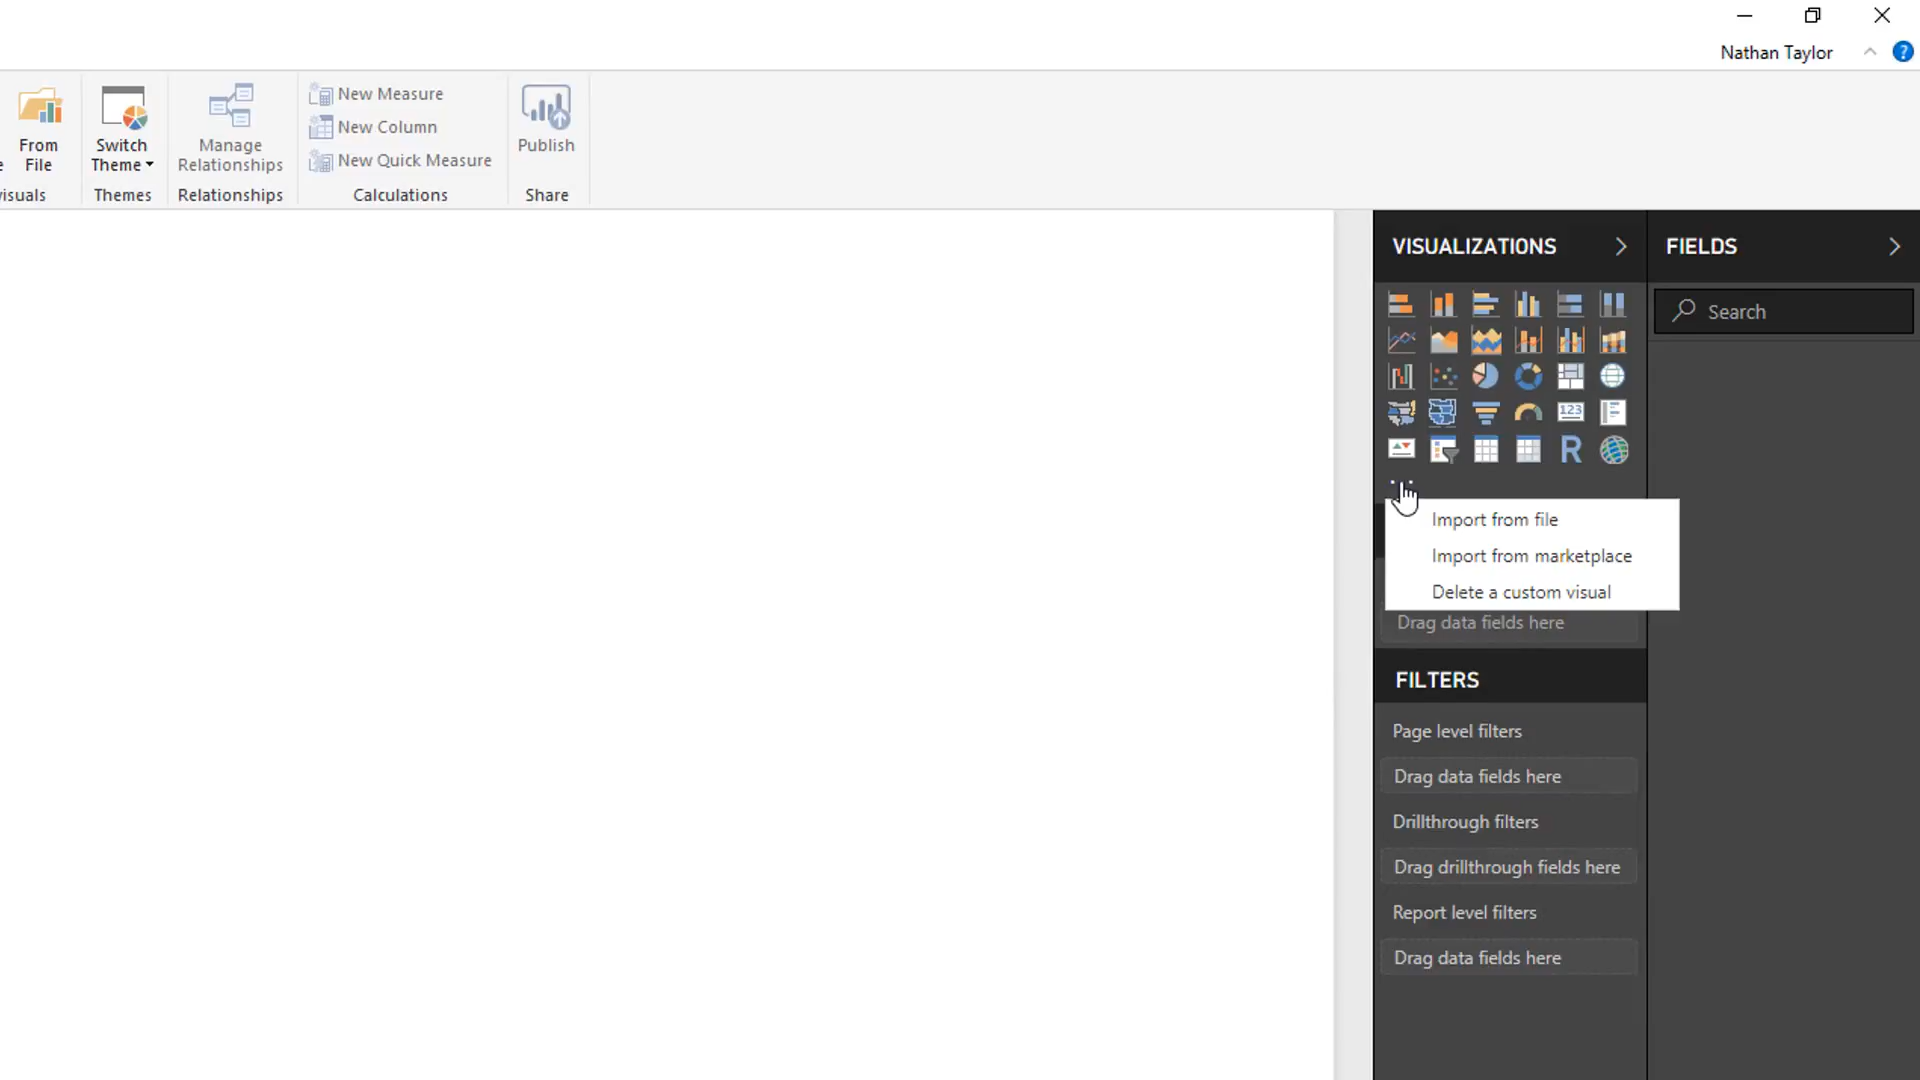 Nathan Taylor
?
New Measure
New Column
New Quick Measure
From
File
Switch
Theme
Manage
Relationships
Publish
Themes
Relationships
Calculations
Share
VISUALIZATIONS
FIELDS
Search
123
R
Import from file
Import from marketplace
Delete a custom visual
Drag data fields here
FILTERS
Page level filters
Drag data fields here
Drillthrough filters
Drag drillthrough fields here
Report level filters
Drag data fields here